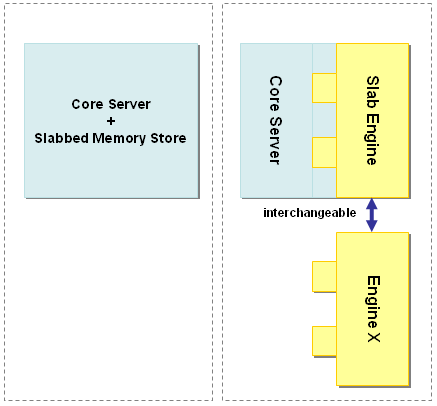 Core Server
+
Slabbed Memory Store
Core Server
Slab Engine
interchangeable
Engine X